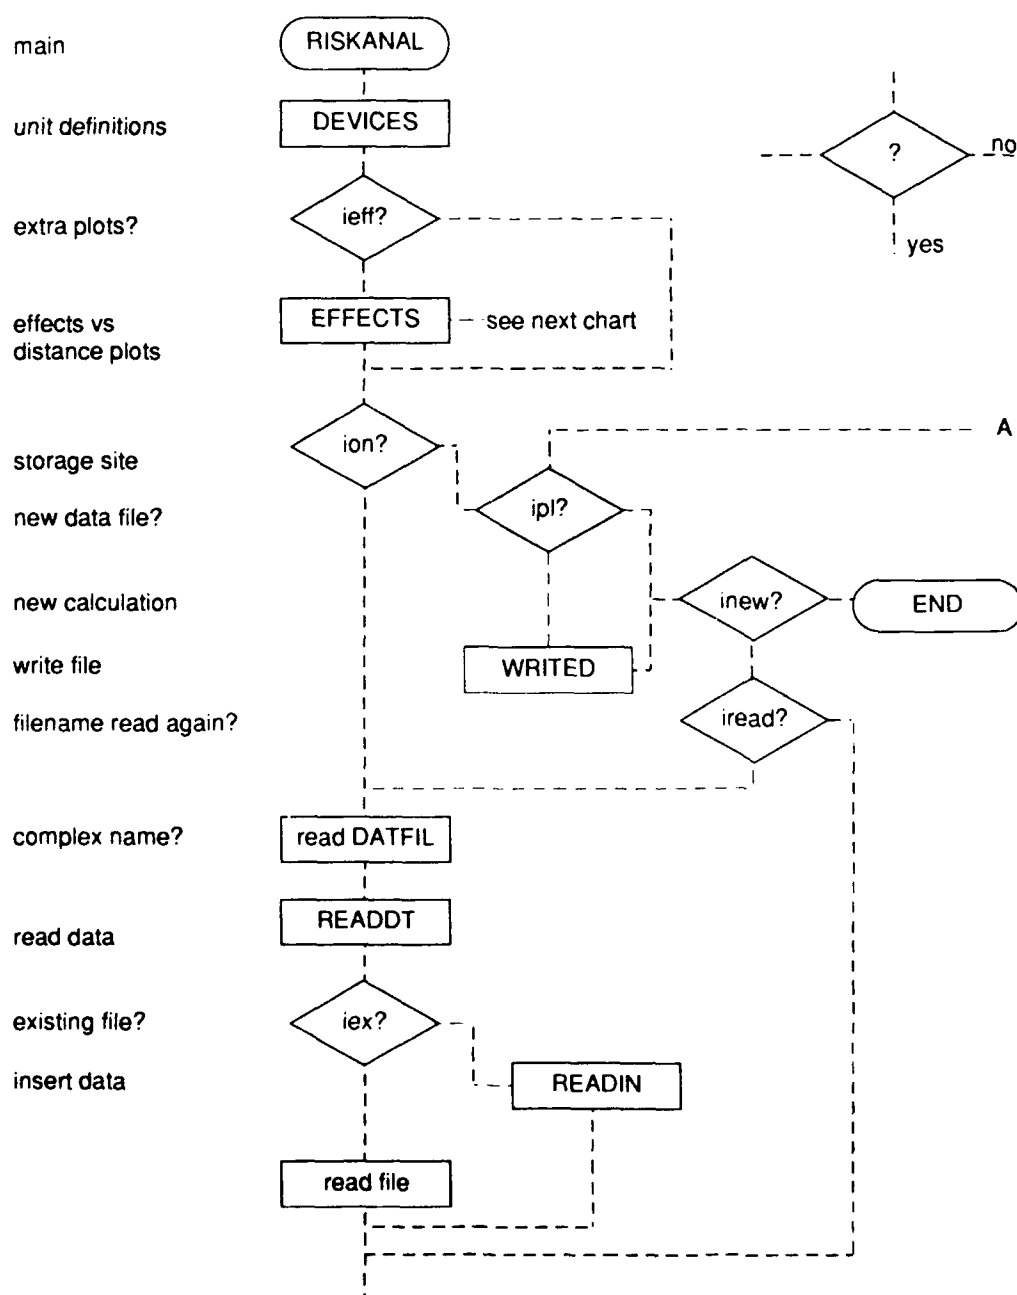 main
RISKANAL
unit definitions
DEVICES
?
no
yes
extra plots?
ieff?
effects vs
distance plots
EFFECTS
see next chart
storage site
ion?
A
new data file?
ipl?
new calculation
inew?
END
write file
WRITED
filename read again?
iread?
complex name?
read DATFIL
read data
READDT
existing file?
iex?
insert data
READIN
read file